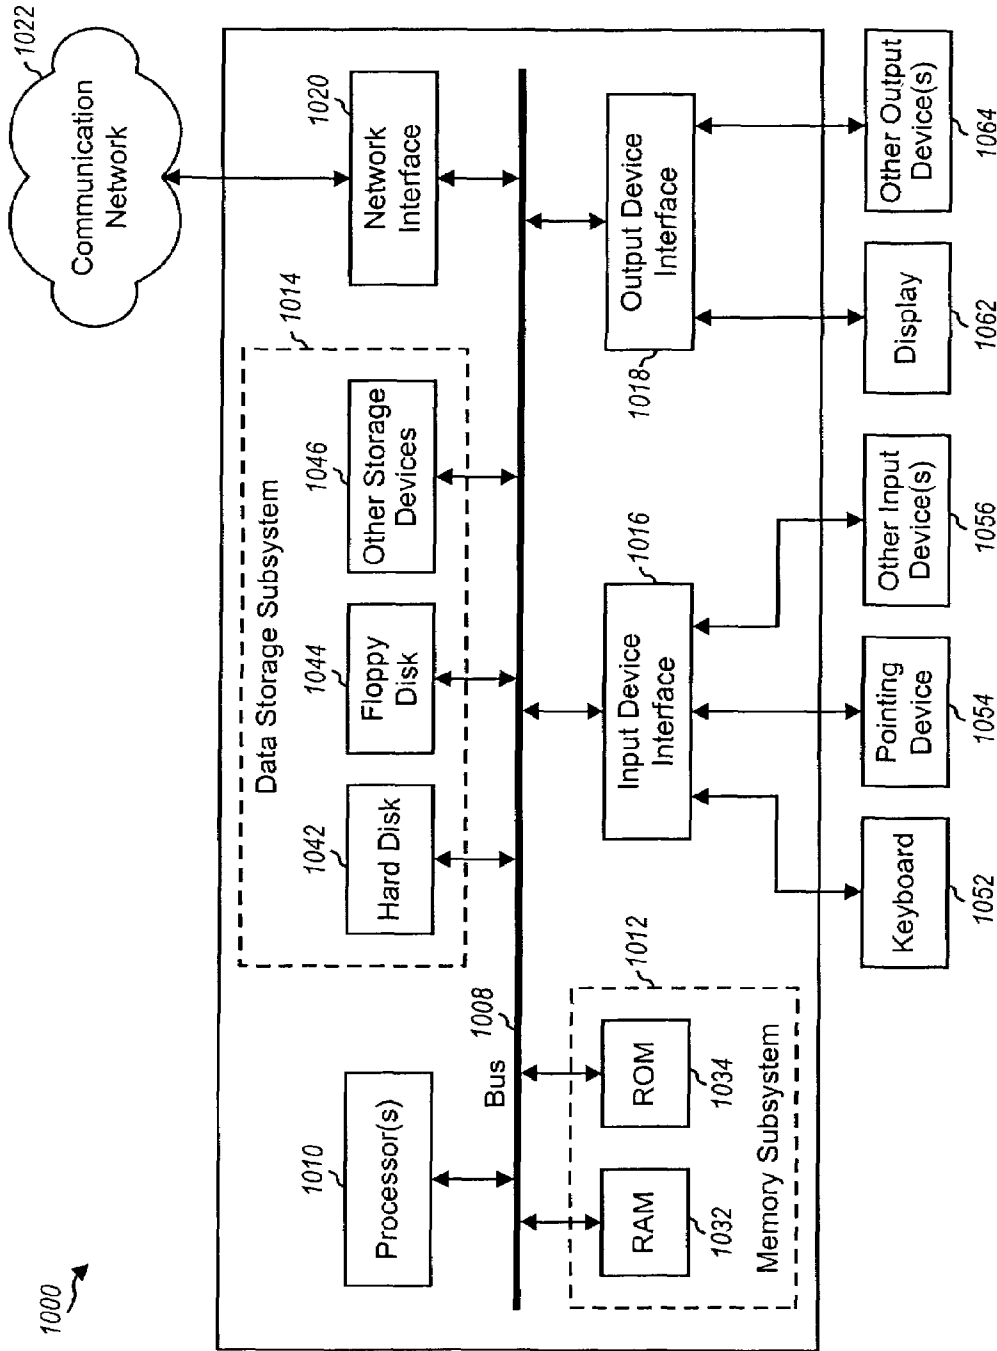 1000
1022
Communication
Network
1014
Data Storage Subsystem
1010
Processor(s)
1042
Hard Disk
1044
Floppy
Disk
1046
Other Storage
Devices
1020
Network
Interface
Bus
1008
RAM
1032
ROM
1034
Memory Subsystem
1012
Input Device
Interface
1016
Output Device
Interface
1018
Keyboard
1052
Pointing
Device
1054
Other Input
Device(s)
1056
Display
1062
Other Output
Device(s)
1064